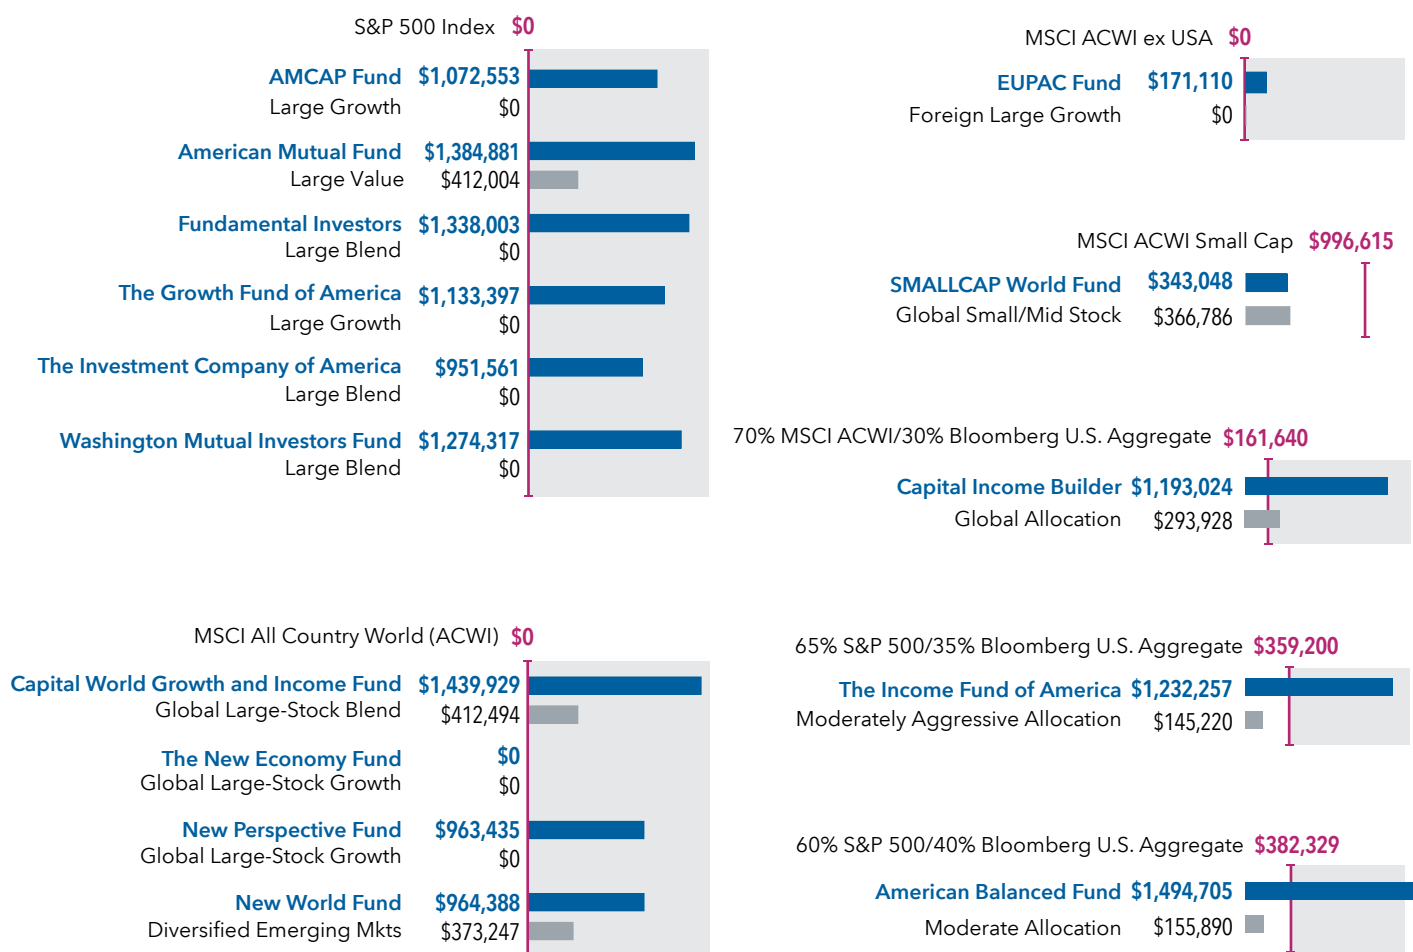 S&P 500 Index $0
AMCAP Fund $1,072,553
Large Growth $0
American Mutual Fund $1,384,881
Large Value $412,004
Fundamental Investors $1,338,003
Large Blend $0
The Growth Fund of America $1,133,397
Large Growth $0
The Investment Company of America $951,561
Large Blend $0
Washington Mutual Investors Fund $1,274,317
Large Blend $0
MSCI All Country World (ACWI) $0
Capital World Growth and Income Fund $1,439,929
Global Large-Stock Blend $412,494
The New Economy Fund $0
Global Large-Stock Growth $0
New Perspective Fund $963,435
Global Large-Stock Growth $0
New World Fund $964,388
Diversified Emerging Mkts $373,247
MSCI ACWI ex USA $0
EUPAC Fund $171,110
Foreign Large Growth $0
MSCI ACWI Small Cap $996,615
SMALLCAP World Fund $343,048
Global Small/Mid Stock $366,786
70% MSCI ACWI/30% Bloomberg U.S. Aggregate $161,640
Capital Income Builder $1,193,024
Global Allocation $293,928
65% S&P 500/35% Bloomberg U.S. Aggregate $359,200
The Income Fund of America $1,232,257
Moderately Aggressive Allocation $145,220
60% S&P 500/40% Bloomberg U.S. Aggregate $382,329
American Balanced Fund $1,494,705
Moderate Allocation $155,890